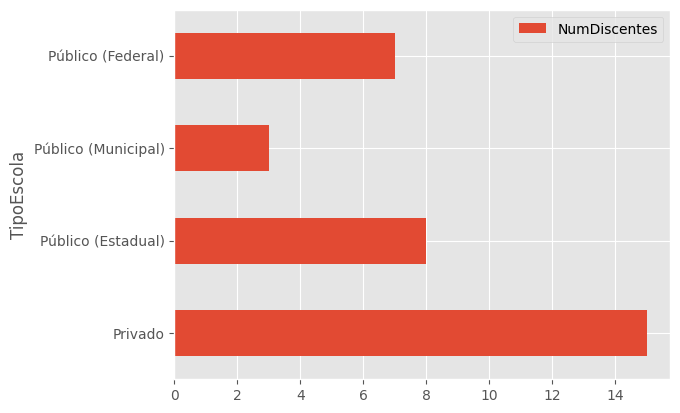 NumDiscentes
Público (Federal)
Público (Municipal)
Público (Estadual)
Privado
TipoEscola
0 2 4 6 8 10 12 14